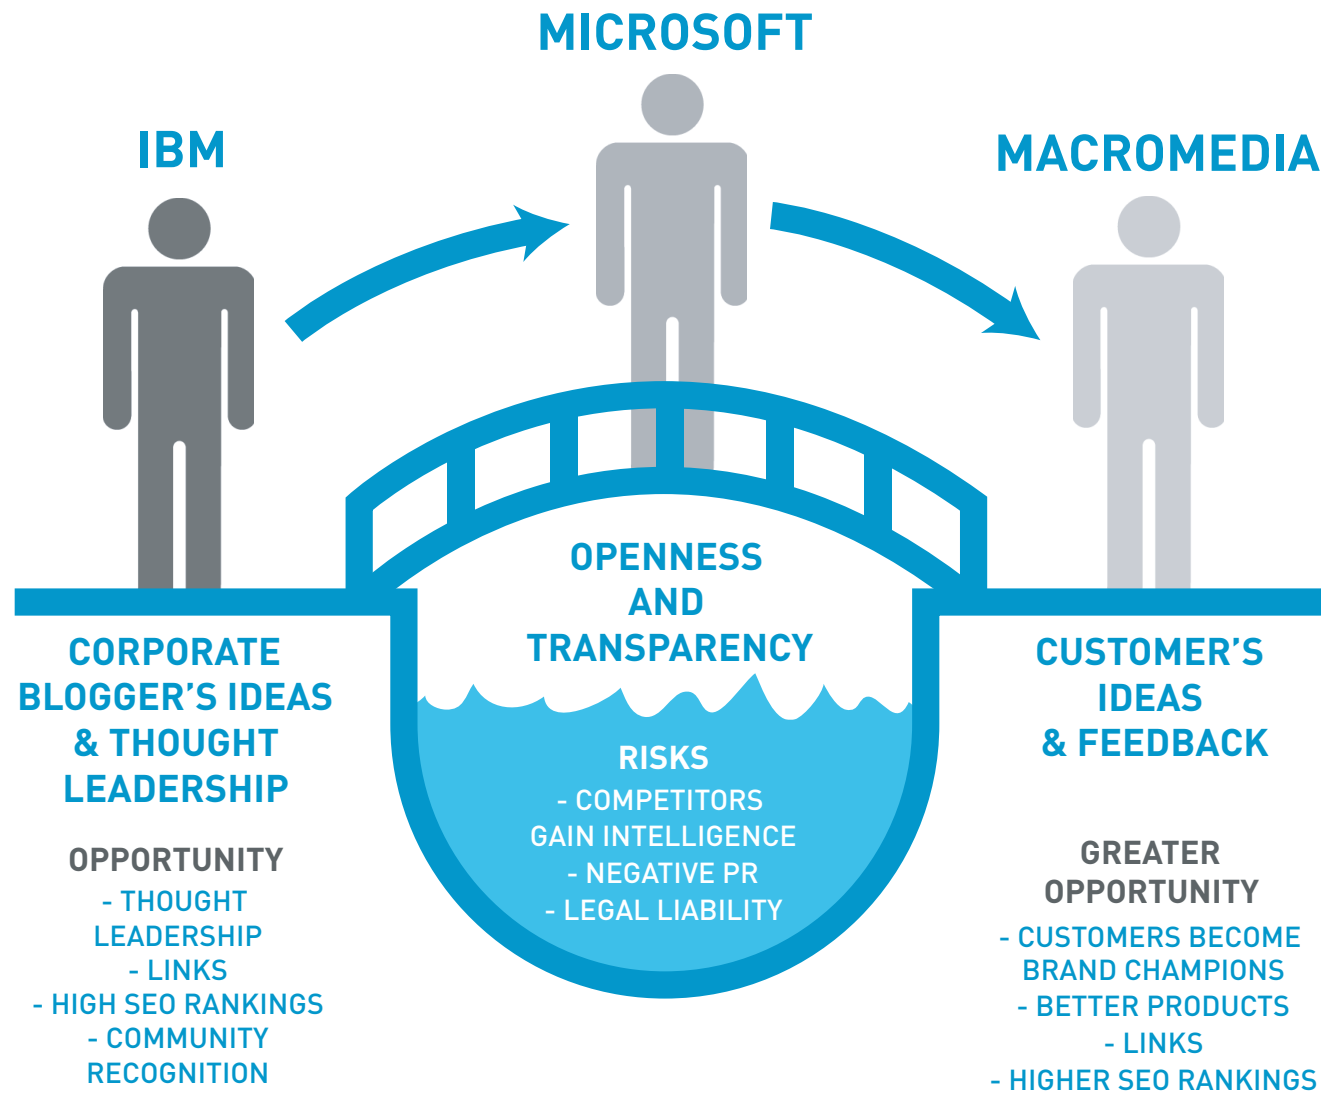 MICROSOFT
IBM
MACROMEDIA
OPENNESS
AND
TRANSPARENCY
CORPORATE
BLOGGER'S IDEAS
& THOUGHT
LEADERSHIP
OPPORTUNITY
- THOUGHT
LEADERSHIP
- LINKS
- HIGH SEO RANKINGS
- COMMUNITY
RECOGNITION
RISKS
- COMPETITORS
GAIN INTELLIGENCE
- NEGATIVE PR
- LEGAL LIABILITY
CUSTOMER'S
IDEAS
& FEEDBACK
GREATER
OPPORTUNITY
- CUSTOMERS BECOME
BRAND CHAMPIONS
- BETTER PRODUCTS
- LINKS
- HIGHER SEO RANKINGS